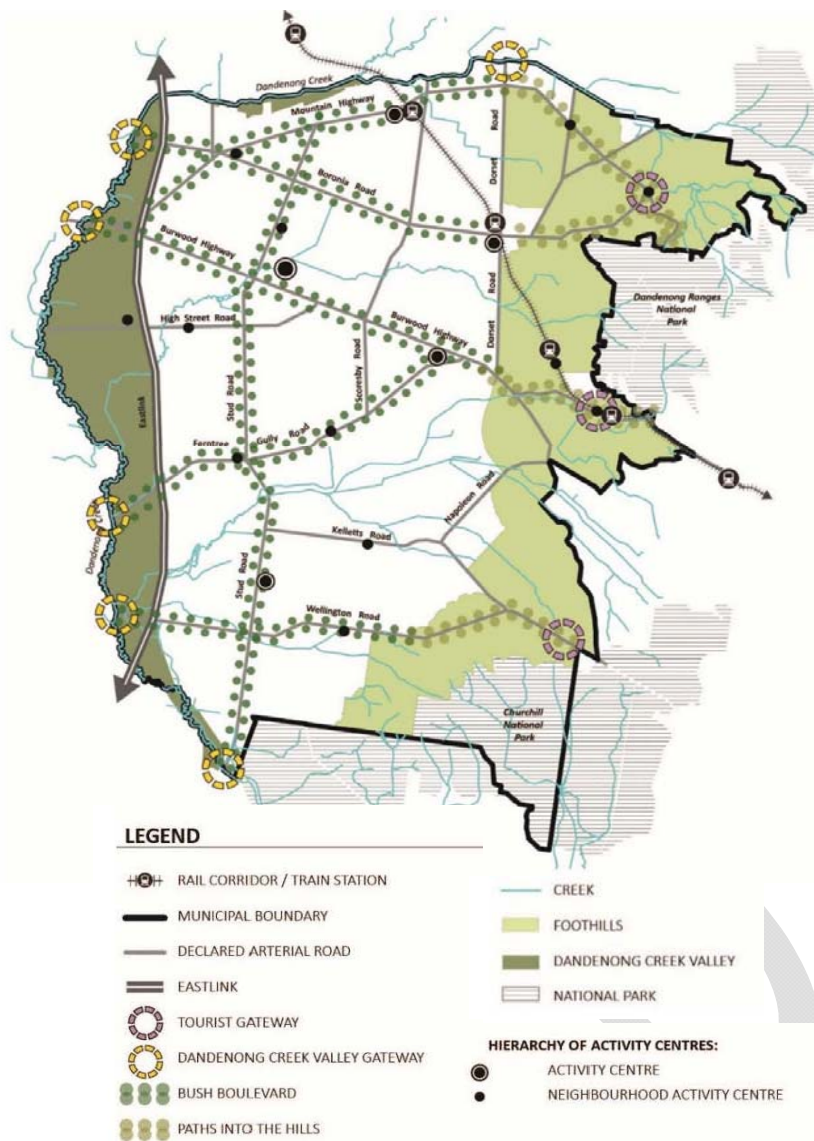 Dandenong Creek
Mountain Highway
Dorset Road
Boronia Road
Burwood Highway
Dandenong Ranges
National
Park
High Street Road
Burwood Highway
Dorset Road
Scoresby Road
Stud Road
Eastlink
Ferntree Gully Road
Dandenong Creek
Napoleon Road
Kelletts Road
Stud Road
Wellington Road
Churchill
National
Park
LEGEND
RAIL CORRIDOR / TRAIN STATION
MUNICIPAL BOUNDARY
DECLARED ARTERIAL ROAD
EASTLINK
TOURIST GATEWAY
DANDENONG CREEK VALLEY GATEWAY
BUSH BOULEVARD
PATHS INTO THE HILLS
CREEK
FOOTHILLS
DANDENONG CREEK VALLEY
NATIONAL PARK
HIERARCHY OF ACTIVITY CENTRES:
ACTIVITY CENTRE
NEIGHBOURHOOD ACTIVITY CENTRE